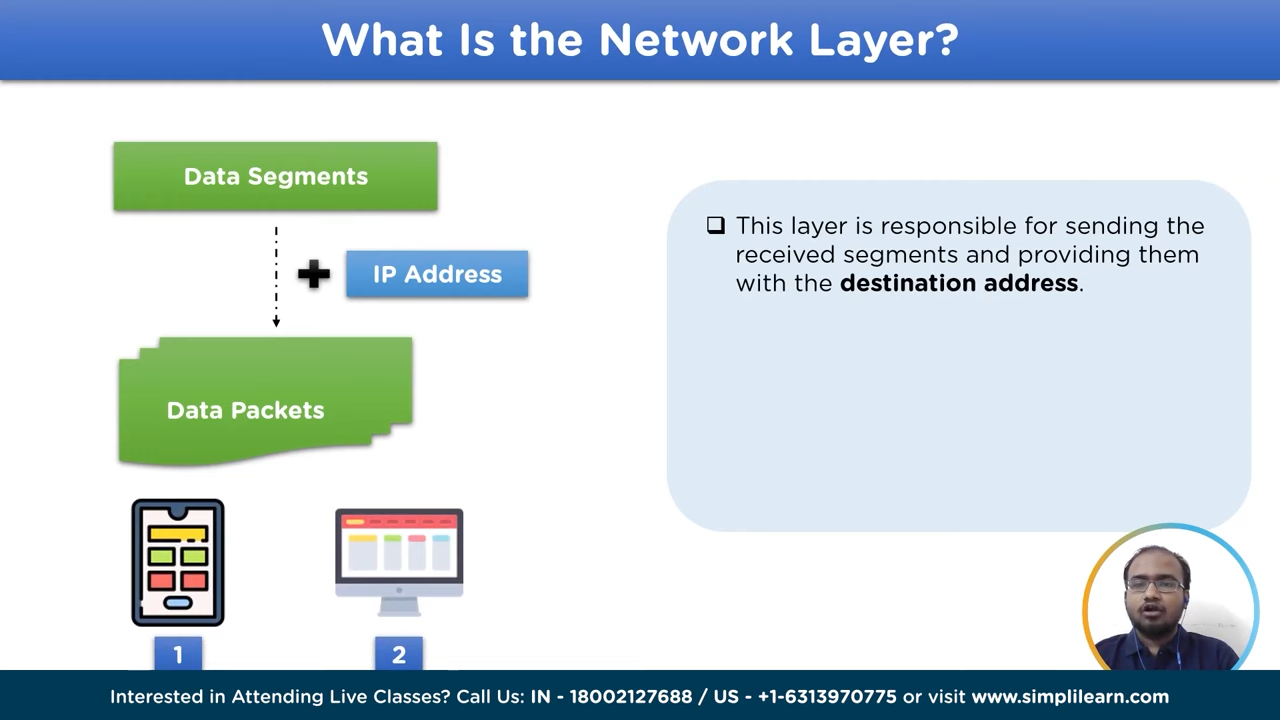 What Is the Network Layer?
Data Segments
IP Address
Data Packets
1
2
This layer is responsible for sending the
received segments and providing them
with the destination address.
Interested in Attending Live Classes? Call Us: IN - 18002127688 / US - +1-6313970775 or visit www.simplilearn.com